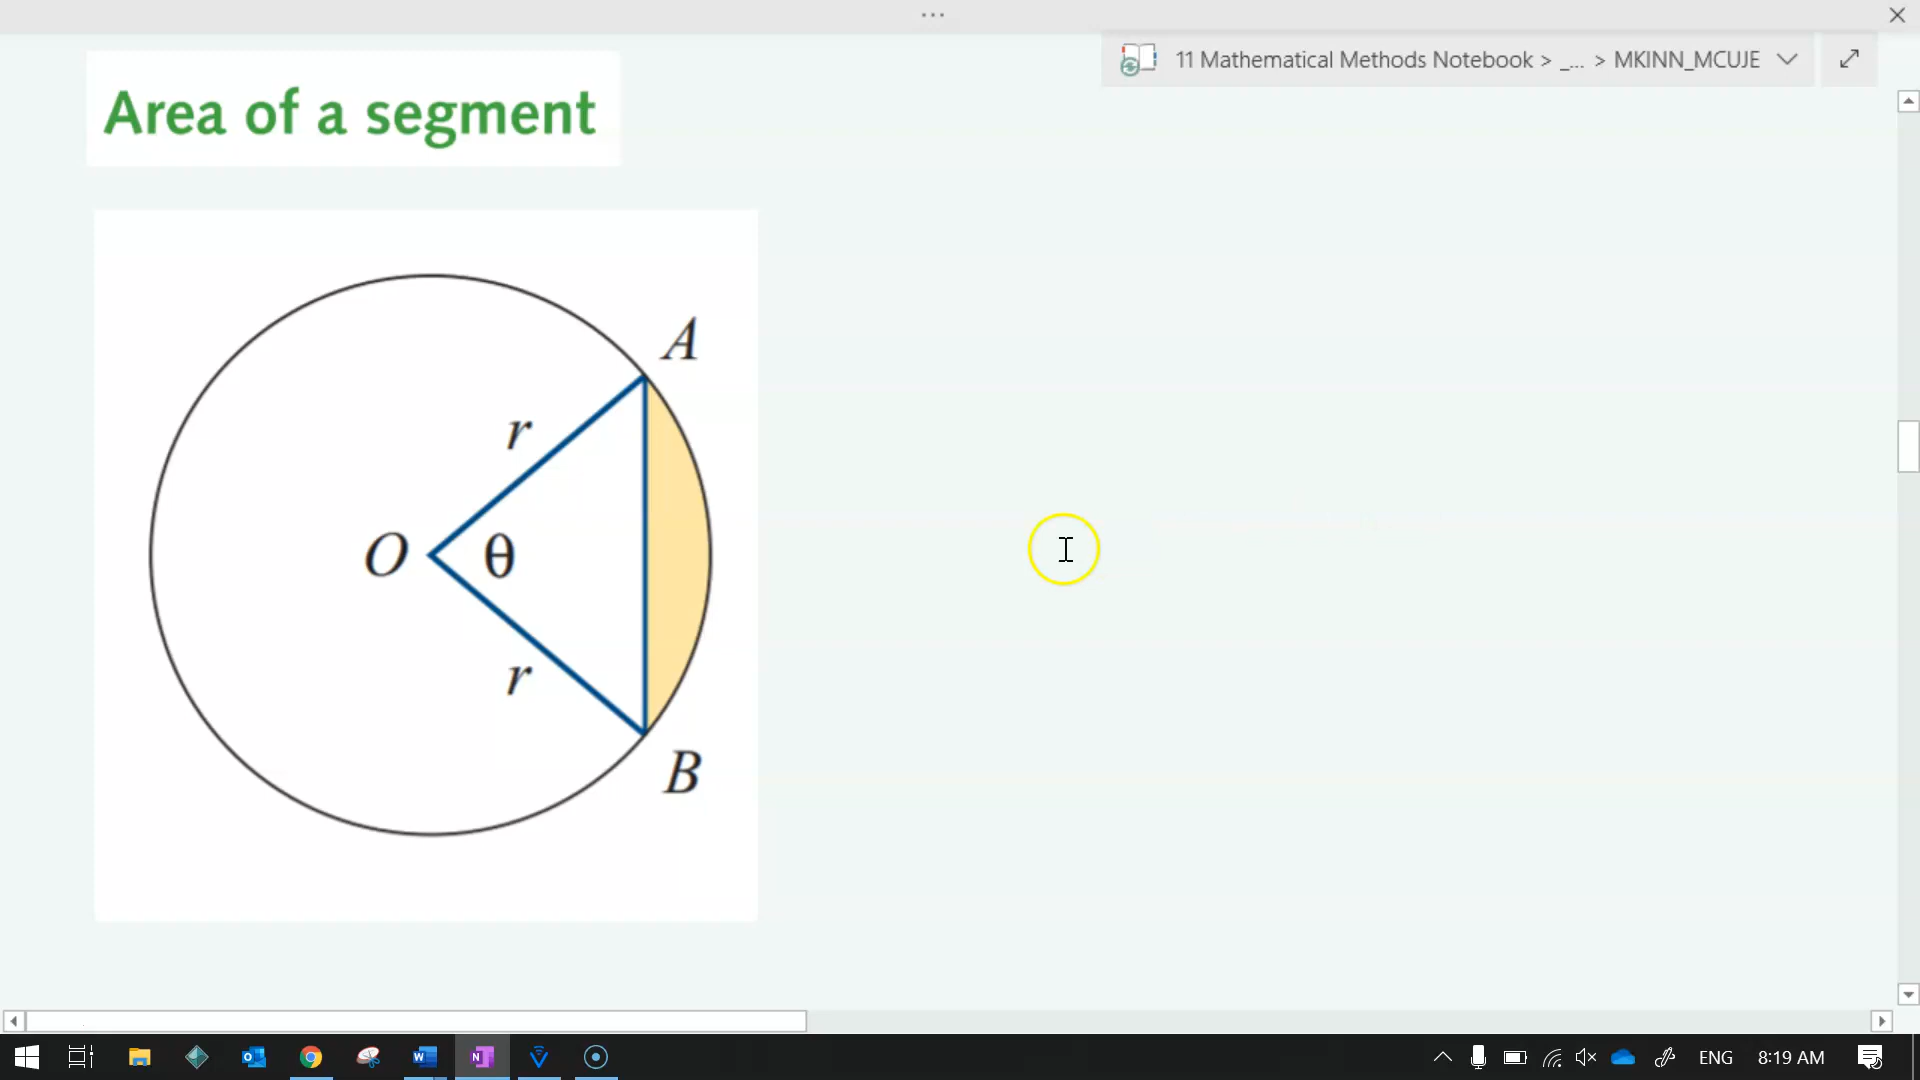 11 Mathematical Methods Notebook > _... > MKINN_MCUJE
Area of a segment
A
r
O θ
r
B
ENG 8:19 AM